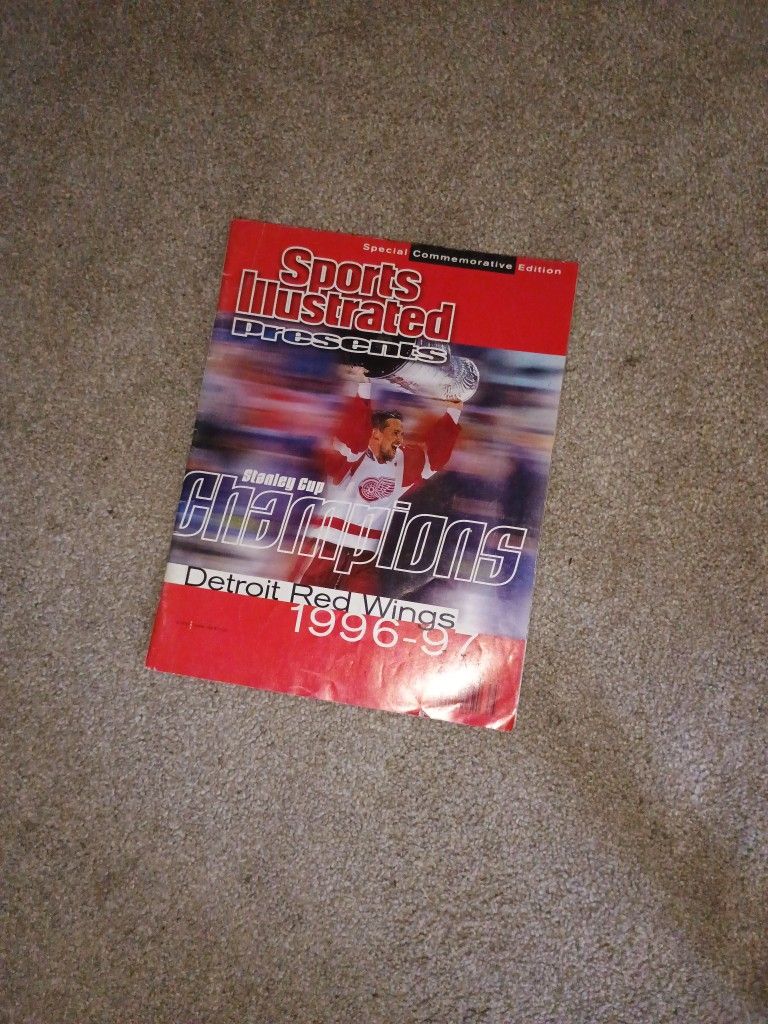 Special Commemorative Edition
Sports
Illustrated
presents
Stanley Cup
Champions
Detroit Red Wings
1996-97